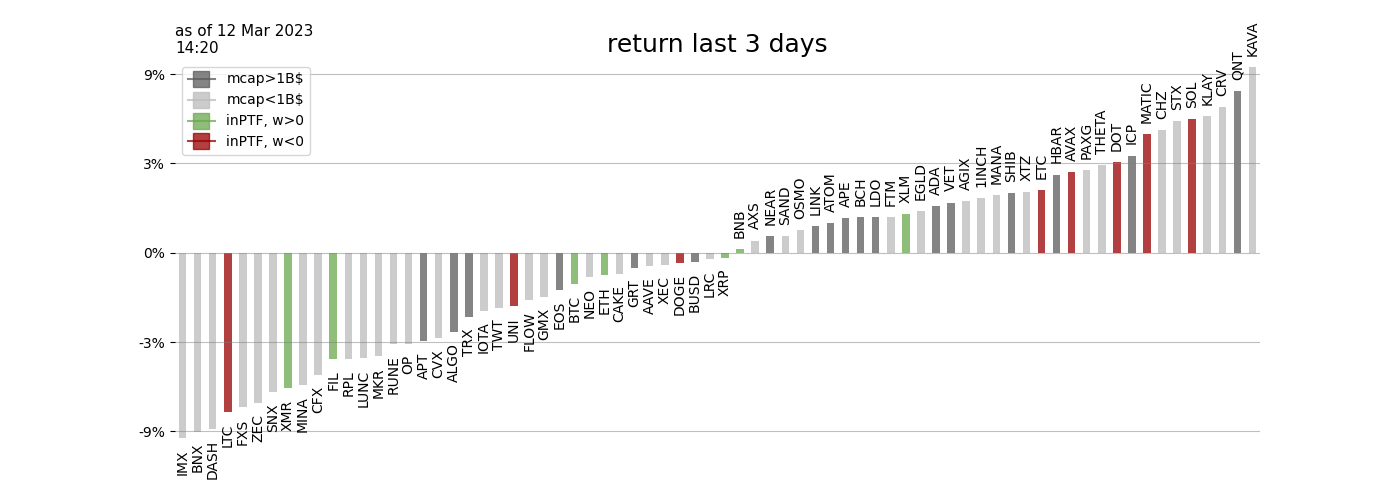 as of 12 Mar 2023
14:20
return last 3 days
mcap>1B$
mcap<1B$
inPTF, w>0
inPTF, w<0
9%
3%
0%
-3%
-9%
IMX
BNX
DASH
LTC
FXS
ZEC
SNX
XMR
MINA
CFX
FIL
RPL
LUNC
MKR
RUNE
OP
APT
CVX
ALGO
TRX
IOTA
TWT
UNI
FLOW
GMX
EOS
BTC
NEO
ETH
CAKE
GRT
AAVE
XEC
DOGE
BUSD
LRC
XRP
BNB
AXS
NEAR
SAND
OSMO
LINK
ATOM
APE
BCH
LDO
FTM
XLM
EGLD
ADA
VET
AGIX
1INCH
MANA
SHIB
XTZ
ETC
HBAR
AVAX
PAXG
THETA
DOT
ICP
MATIC
CHZ
STX
SOL
KLAY
CRV
QNT
KAVA